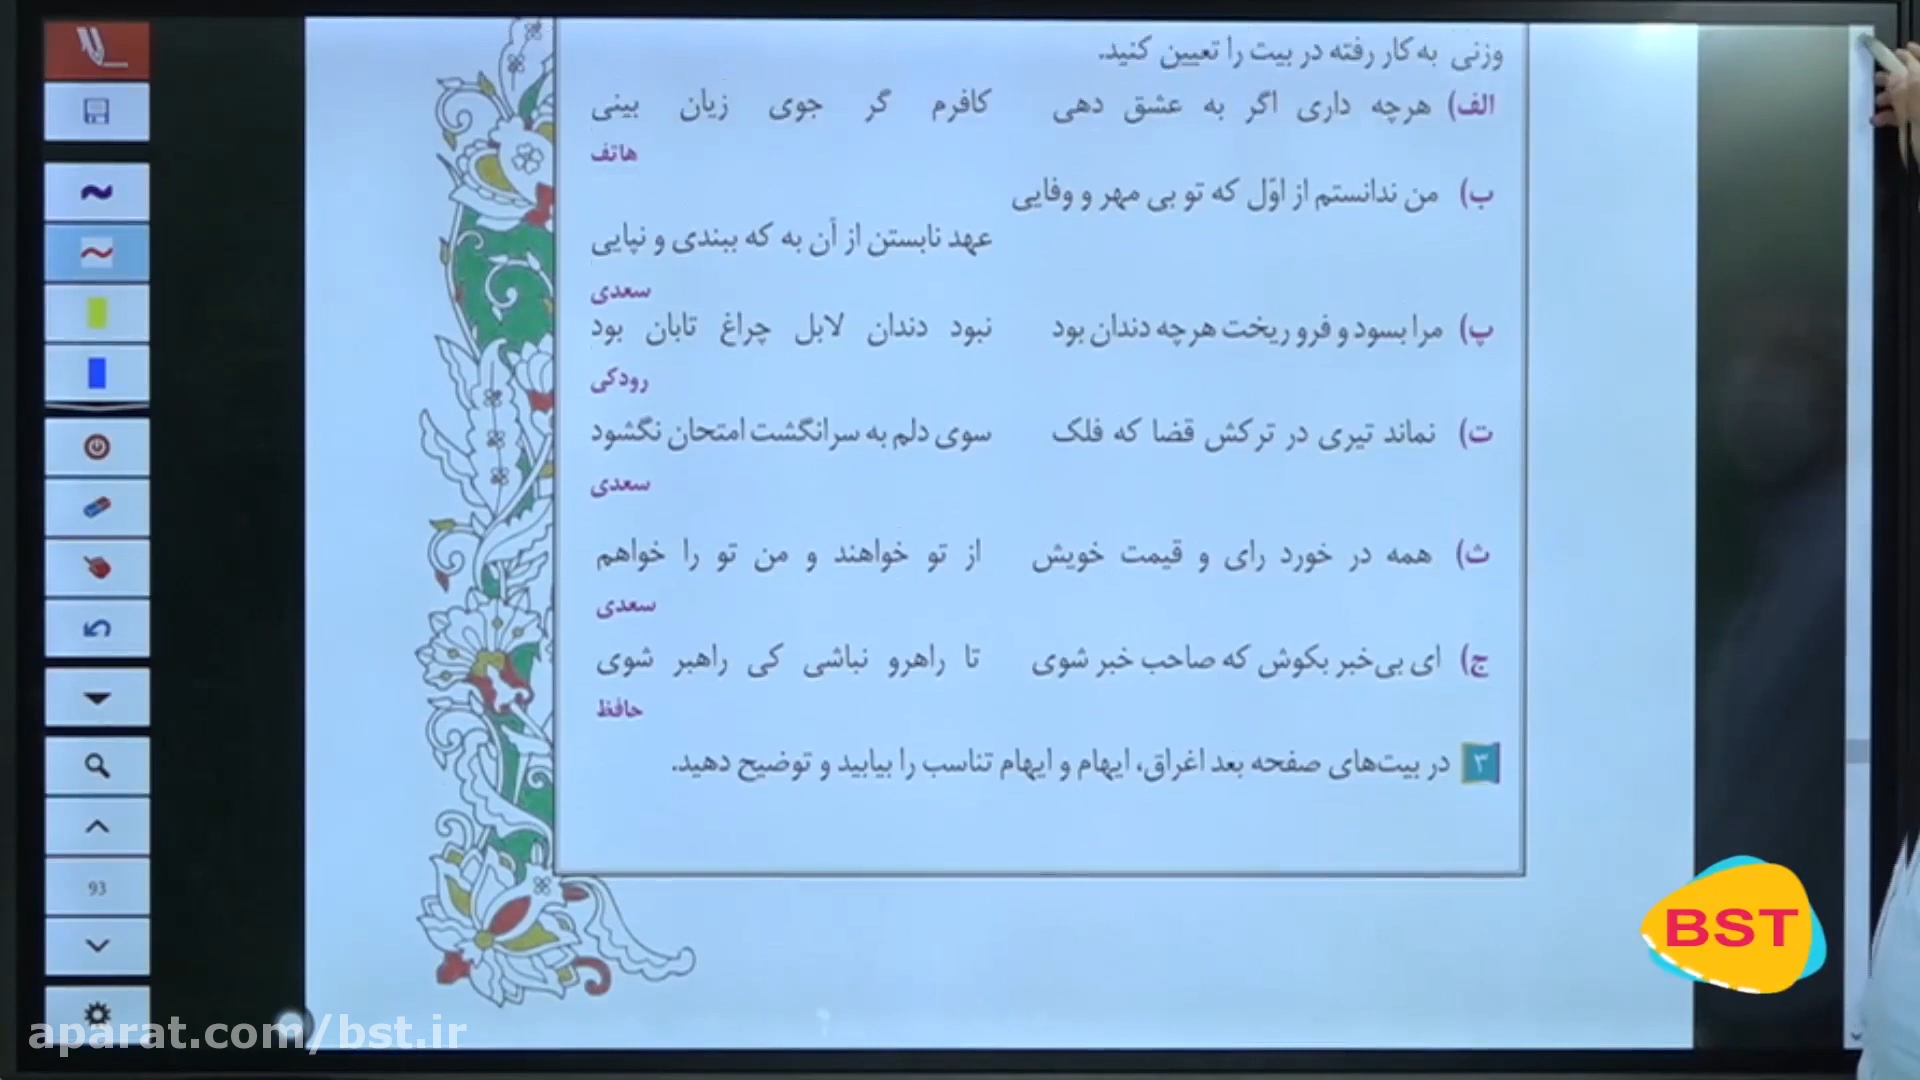 وزنی به کار رفته در بیت را تعیین کنید.
الف) هرچه داری اگر به عشق دهی کافرم گر جوی زیان بینی
هاتف
ب) من ندانستم از اوّل که تو بی مهر و وفایی
عهد نابستن از آن به که ببندی و نپایی
سعدی
پ) مرا بسود و فرو ریخت هرچه دندان بود نبود دندان لابل چراغ تابان بود
رودکی
ت) نماند تیری در ترکش قضا که فلک سوی دلم به سرانگشت امتحان نگشود
سعدی
ث) همه در خورد رای و قیمت خویش از تو خواهند و من تو را خواهم
سعدی
ج) ای بی‌خبر بکوش که صاحب خبر شوی تا راهرو نباشی کی راهبر شوی
حافظ
۳ در بیت‌های صفحه بعد اغراق، ایهام و ایهام تناسب را بیابید و توضیح دهید.
93
BST
aparat.com/bst.ir